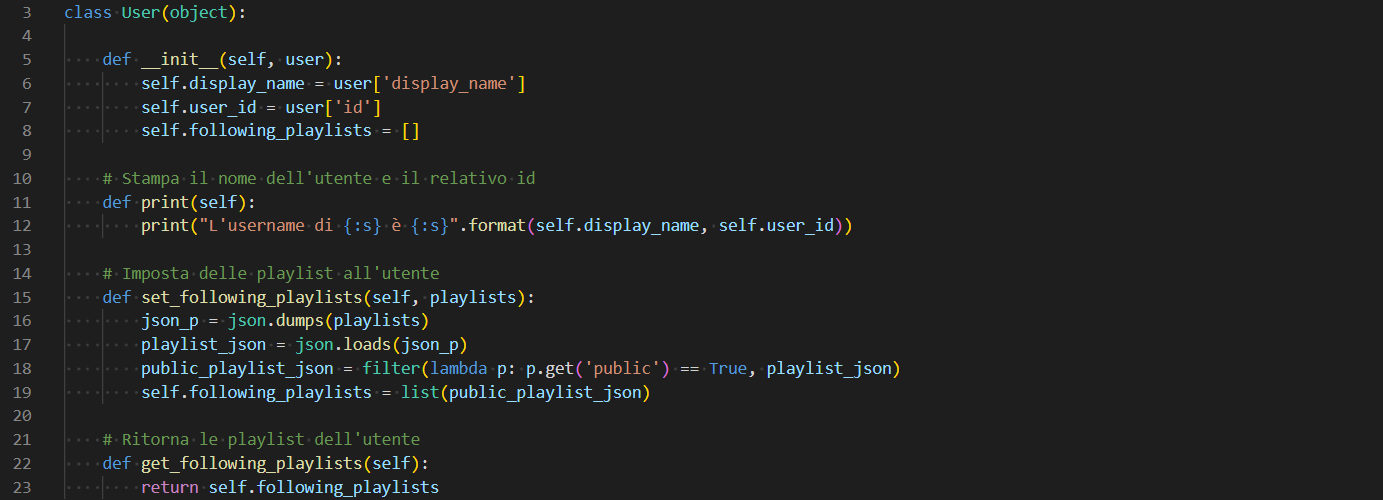 3 class User(object):
4
5     def __init__(self, user):
6         self.display_name = user['display_name']
7         self.user_id = user['id']
8         self.following_playlists = []
9
10     # Stampa il nome dell'utente e il relativo id
11     def print(self):
12         print("L'username di {:s} è {:s}".format(self.display_name, self.user_id))
13
14     # Imposta delle playlist all'utente
15     def set_following_playlists(self, playlists):
16         json_p = json.dumps(playlists)
17         playlist_json = json.loads(json_p)
18         public_playlist_json = filter(lambda p: p.get('public') == True, playlist_json)
19         self.following_playlists = list(public_playlist_json)
20
21     # Ritorna le playlist dell'utente
22     def get_following_playlists(self):
23         return self.following_playlists